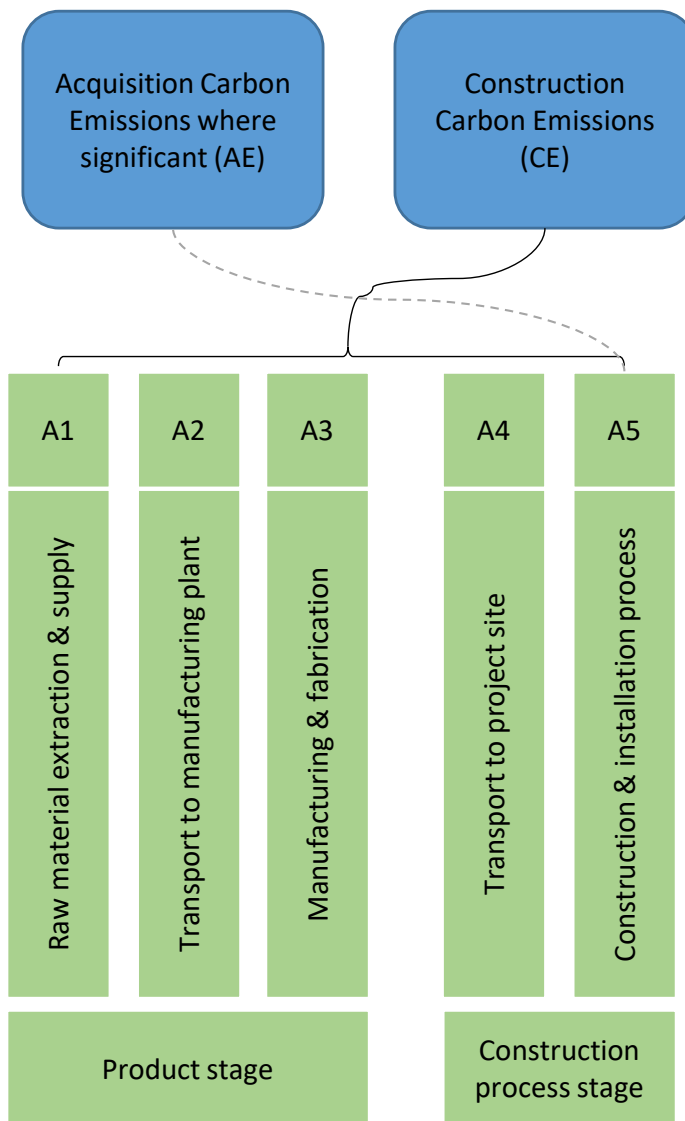 Acquisition Carbon
Emissions where
significant (AE)
Construction
Carbon Emissions
(CE)
A1
A2
A3
A4
A5
Raw material extraction & supply
Transport to manufacturing plant
Manufacturing & fabrication
Transport to project site
Construction & installation process
Product stage
Construction
process stage